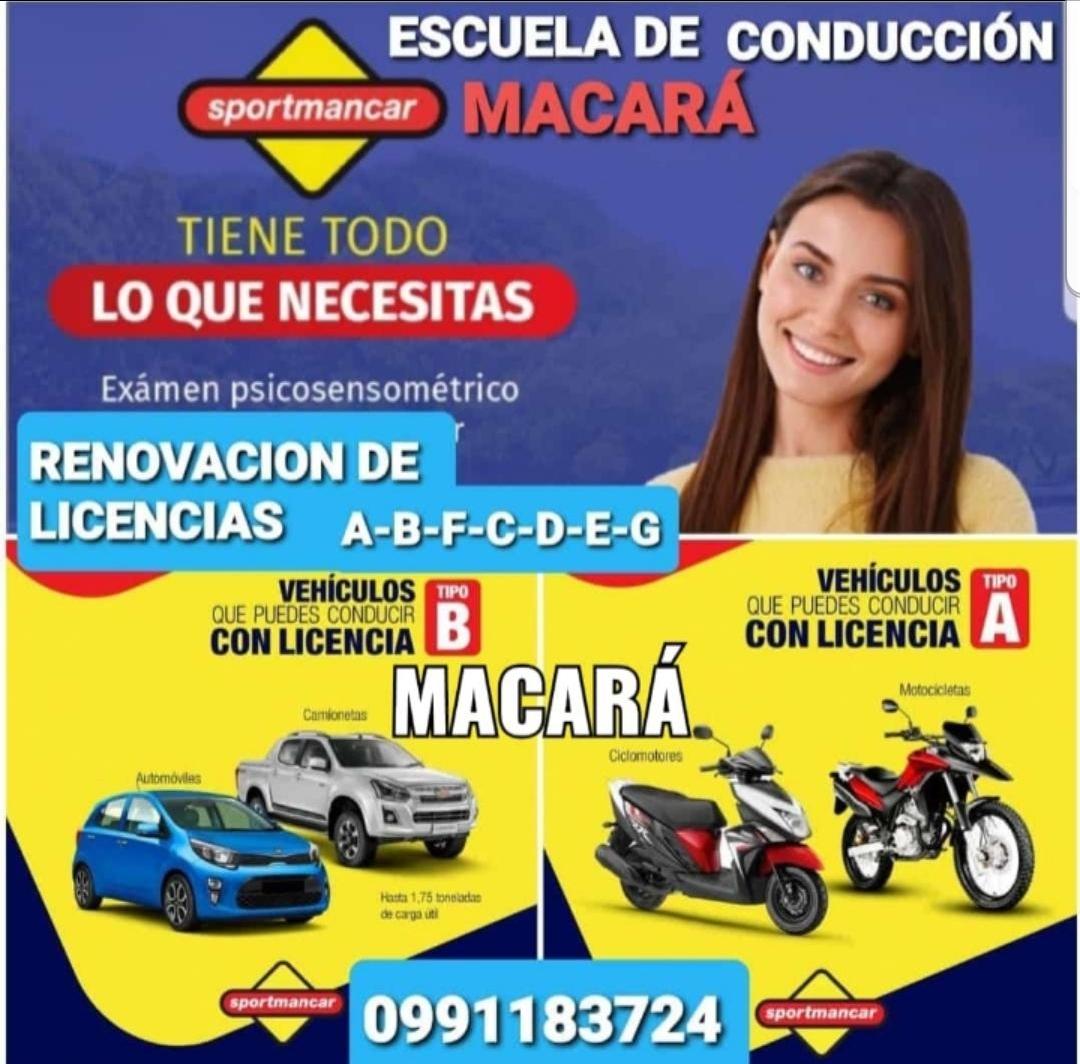 ESCUELA DE CONDUCCIÓN
sportmancar
MACARÁ
TIENE TODO
LO QUE NECESITAS
Exámen psicosensométrico
RENOVACION DE
LICENCIAS A-B-F-C-D-E-G
VEHÍCULOS
QUE PUEDES CONDUCIR
CON LICENCIA
TIPO
B
VEHÍCULOS
QUE PUEDES CONDUCIR
CON LICENCIA
TIPO
A
MACARÁ
Camionetas
Automóviles
Hasta 1,75 toneladas
de carga útil
Motocicletas
Ciclomotores
sportmancar
0991183724
sportmancar